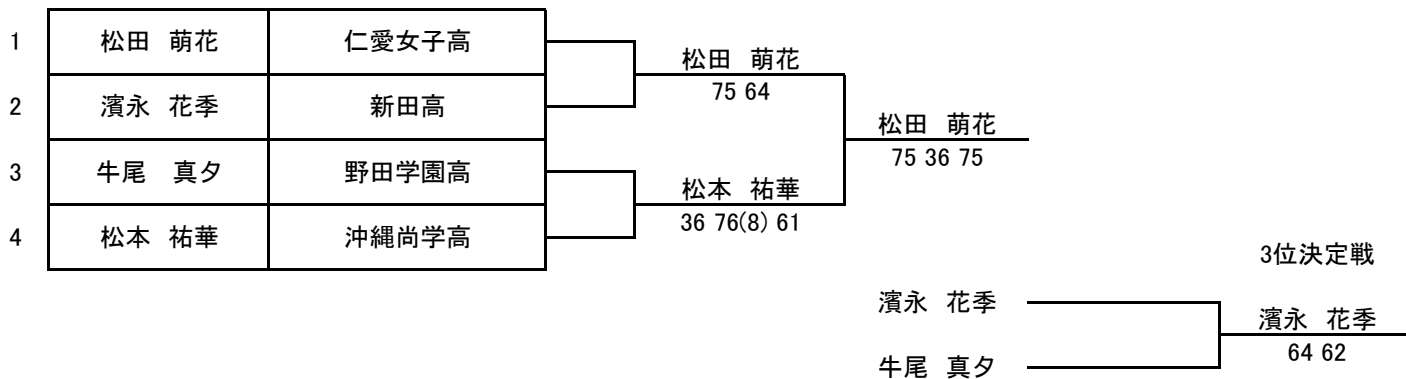 1 松田 萌花 仁愛女子高
松田 萌花
75 64
2 濱永 花季 新田高
松田 萌花
75 36 75
3 牛尾 真夕 野田学園高
松本 祐華
36 76(8) 61
4 松本 祐華 沖縄尚学高
3位決定戦
濱永 花季
濱永 花季
64 62
牛尾 真夕